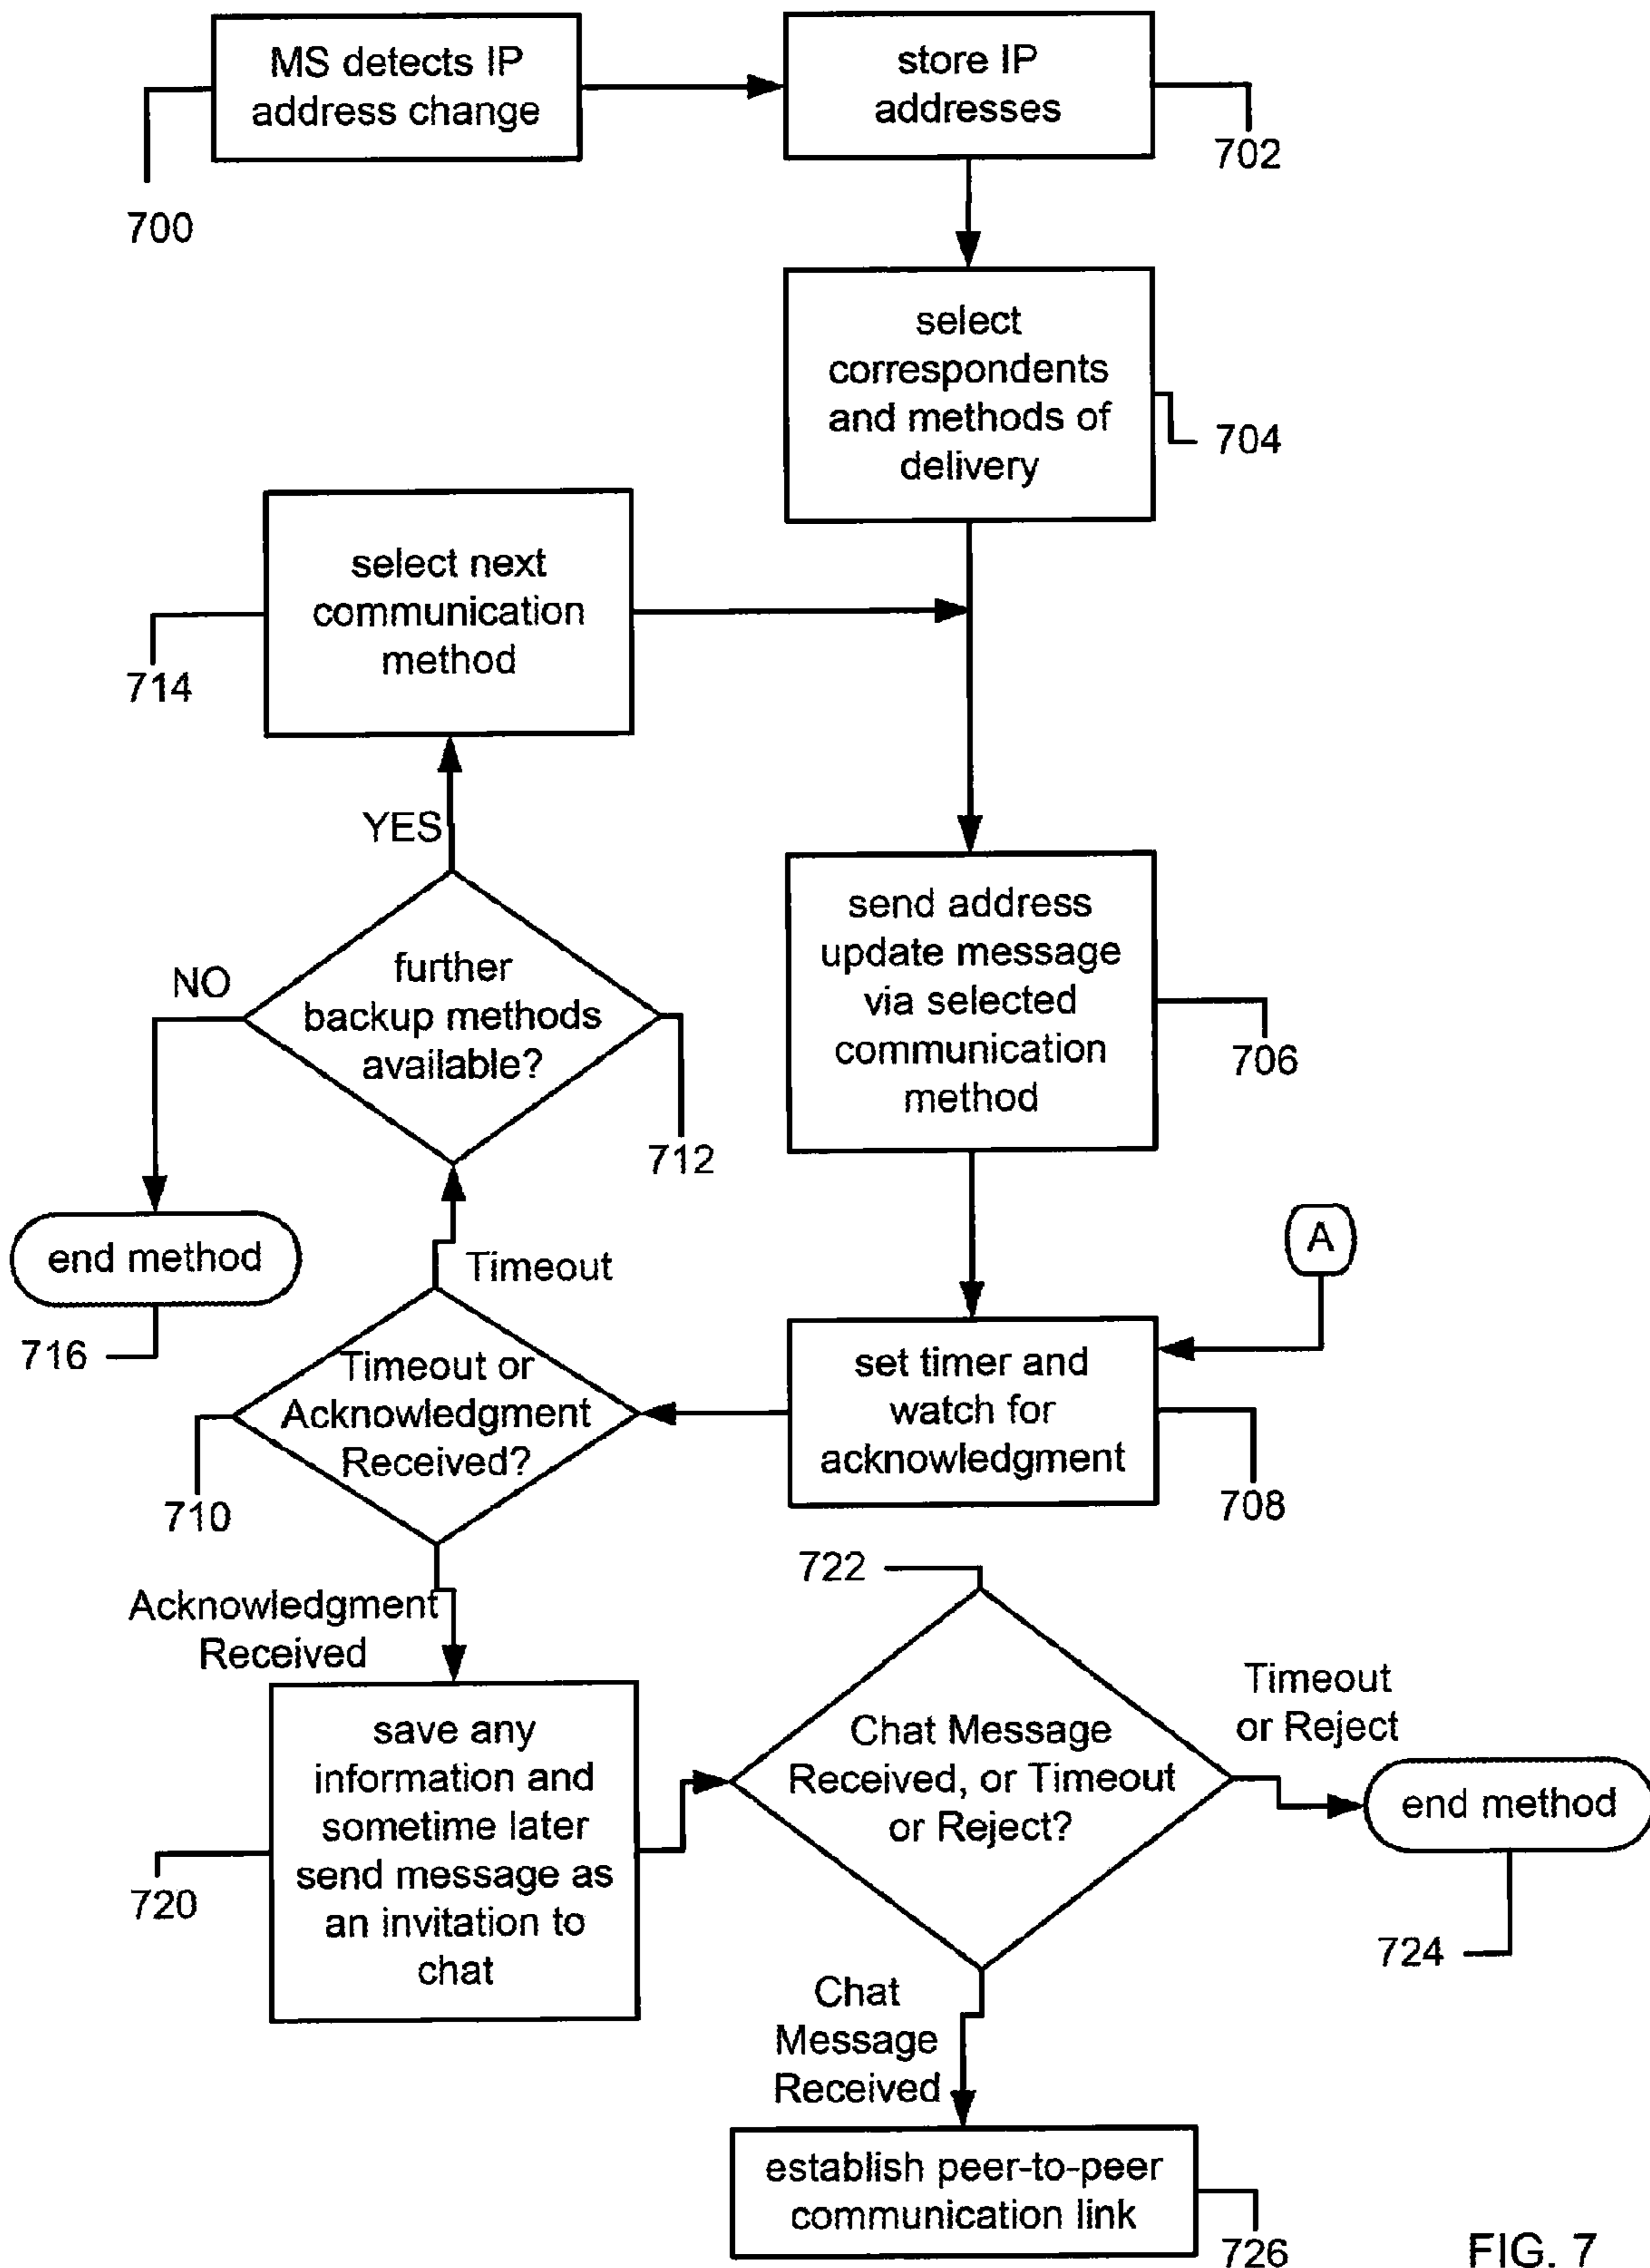 MS detects IP
address change
700
store IP
addresses
702
select
correspondents
and methods of
delivery
704
select next
communication
method
714
YES
further
backup methods
available?
NO
712
send address
update message
via selected
communication
method
706
end method
716
Timeout
A
Timeout or
Acknowledgment
Received?
710
set timer and
watch for
acknowledgment
708
Acknowledgment
Received
save any
information and
sometime later
send message as
an invitation to
chat
720
722
Chat Message
Received, or Timeout
or Reject?
Timeout
or Reject
end method
724
Chat
Message
Received
establish peer-to-peer
communication link
726
FIG. 7